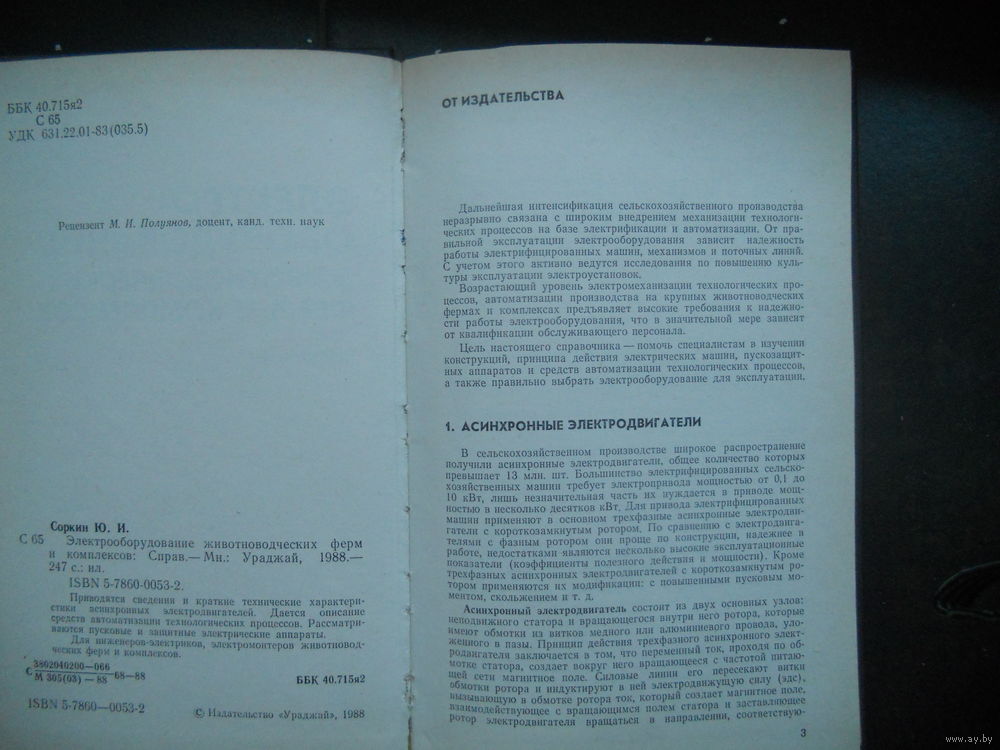 ББК 40.715я2
С 65
УДК 631.22.01-83(035.5)
Рецензент М. И. Полуянов, доцент, канд. техн. наук
Соркин Ю. И.
С 65 Электрооборудование животноводческих ферм
и комплексов: Справ.— Мн.: Ураджай, 1988.—
247 с.: ил.
ISBN 5-7860-0053-2.
Приводятся сведения и краткие технические характери-
стики асинхронных электродвигателей. Дается описание
средств автоматизации технологических процессов. Рассматри-
ваются пусковые и защитные электрические аппараты.
Для инженеров-электриков, электромонтеров животновод-
ческих ферм и комплексов.
С 3802040200—066
М 305(03) — 88 68—88
ББК 40.715я2
ISBN 5-7860—0053-2
© Издательство «Ураджай», 1988
ОТ ИЗДАТЕЛЬСТВА
Дальнейшая интенсификация сельскохозяйственного производства
неразрывно связана с широким внедрением механизации технологи-
ческих процессов на базе электрификации и автоматизации. От пра-
вильной эксплуатации электрооборудования зависит надежность
работы электрифицированных машин, механизмов и поточных линий.
С учетом этого активно ведутся исследования по повышению куль-
туры эксплуатации электроустановок.
Возрастающий уровень электромеханизации технологических про-
цессов, автоматизации производства на крупных животноводческих
фермах и комплексах предъявляет высокие требования к надежно-
сти работы электрооборудования, что в значительной мере зависит
от квалификации обслуживающего персонала.
Цель настоящего справочника — помочь специалистам в изучении
конструкций, принципа действия электрических машин, пускозащит-
ных аппаратов и средств автоматизации технологических процессов,
а также правильно выбрать электрооборудование для эксплуатации.
1. АСИНХРОННЫЕ ЭЛЕКТРОДВИГАТЕЛИ
В сельскохозяйственном производстве широкое распространение
получили асинхронные электродвигатели, общее количество которых
превышает 13 млн. шт. Большинство электрифицированных сельско-
хозяйственных машин требует электропривода мощностью от 0,1 до
10 кВт, лишь незначительная часть их нуждается в приводе мощ-
ностью в несколько десятков кВт. Для привода электрифицированных
машин применяют в основном трехфазные асинхронные электродви-
гатели с короткозамкнутым ротором. По сравнению с электродвига-
телями с фазным ротором они проще по конструкции, надежнее в
работе, недостатками являются несколько высокие эксплуатационные
показатели (коэффициенты полезного действия и мощности). Кроме
трехфазных асинхронных электродвигателей с короткозамкнутым ро-
тором применяются их модификации: с повышенными пусковым мо-
ментом, скольжением и т. д.
Асинхронный электродвигатель состоит из двух основных узлов:
неподвижного статора и вращающегося внутри него ротора, которые
имеют обмотки из витков медного или алюминиевого провода, уло-
женного в пазы. Принцип действия трехфазного асинхронного элект-
родвигателя заключается в том, что переменный ток, проходя по об-
мотке статора, создает вокруг него вращающееся с частотой питаю-
щей сети магнитное поле. Силовые линии его пересекают витки
обмотки ротора и индуктируют в ней электродвижущую силу (эдс),
вызывающую в обмотке ротора ток, который создает магнитное поле,
взаимодействующее с вращающимся полем статора и заставляющее
ротор электродвигателя вращаться в направлении, соответствую-
3
www.ay.by